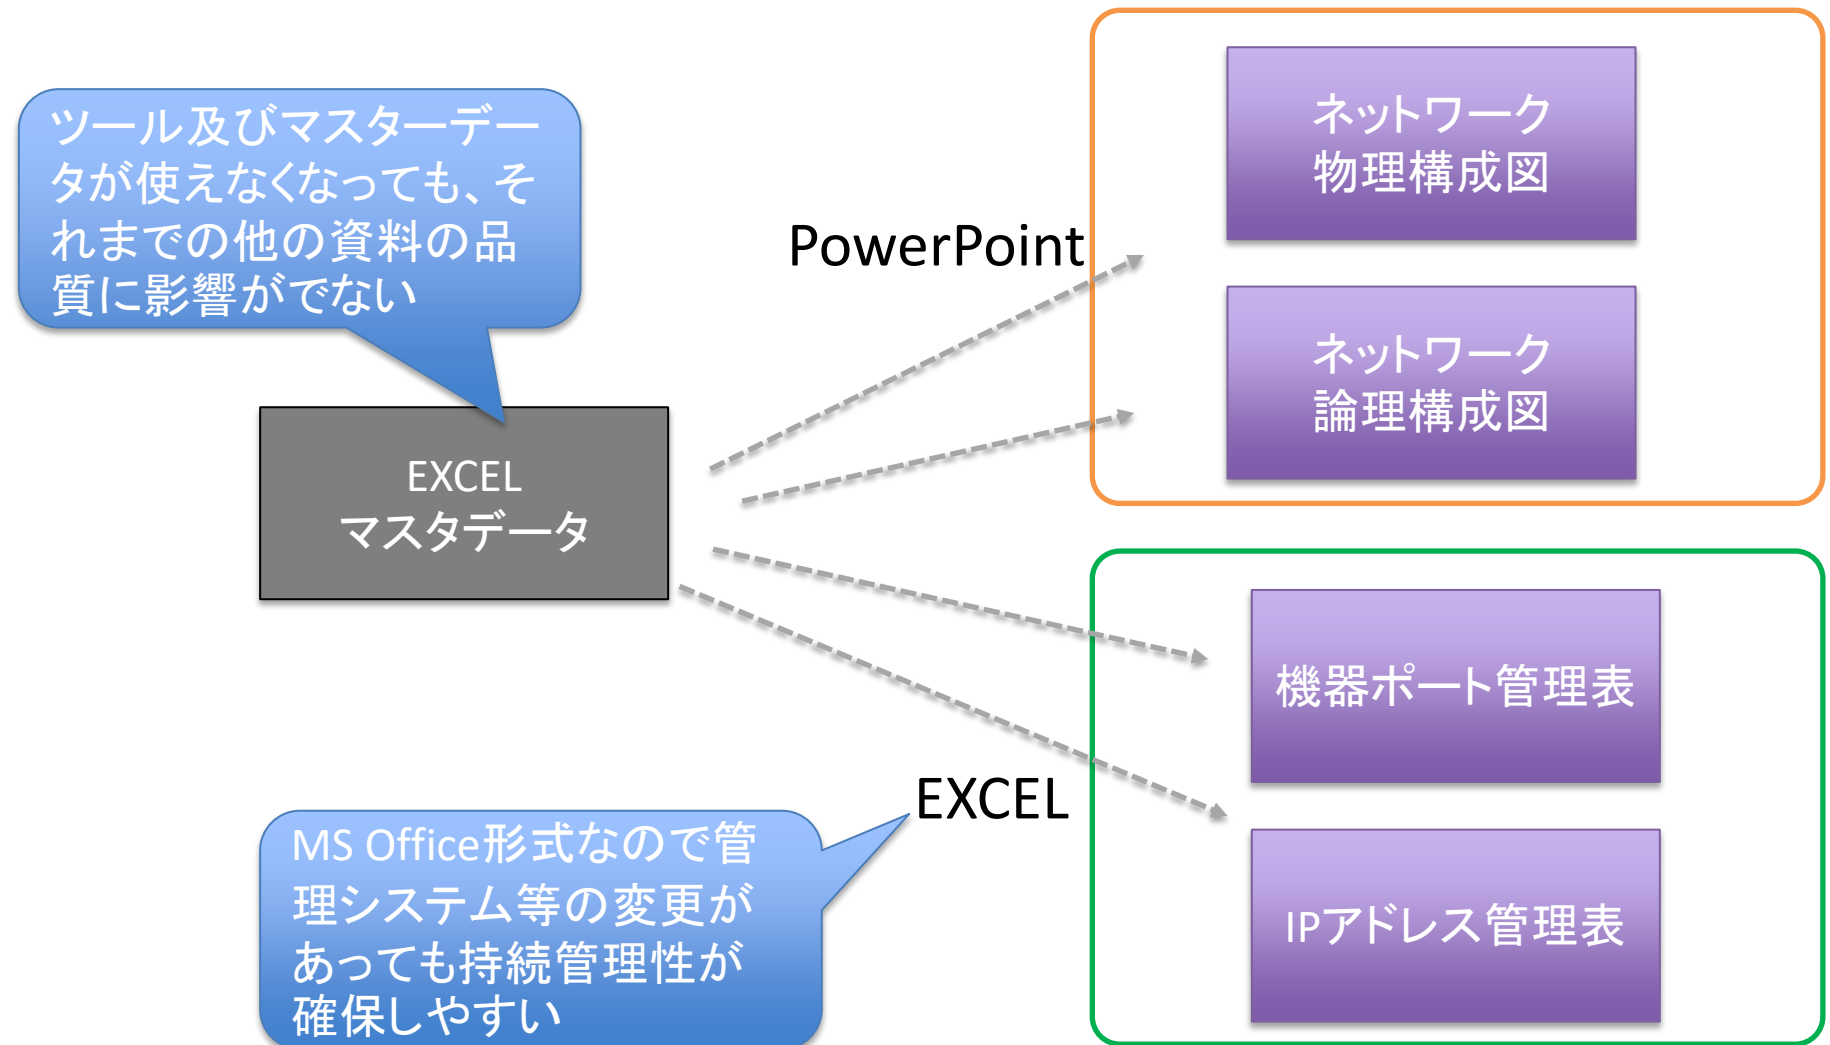 ツール及びマスターデー
タが使えなくなっても、そ
れまでの他の資料の品
質に影響がでない
EXCEL
マスタデータ
PowerPoint
ネットワーク
物理構成図
ネットワーク
論理構成図
EXCEL
機器ポート管理表
IPアドレス管理表
MS Office形式なので管
理システム等の変更が
あっても持続管理性が
確保しやすい